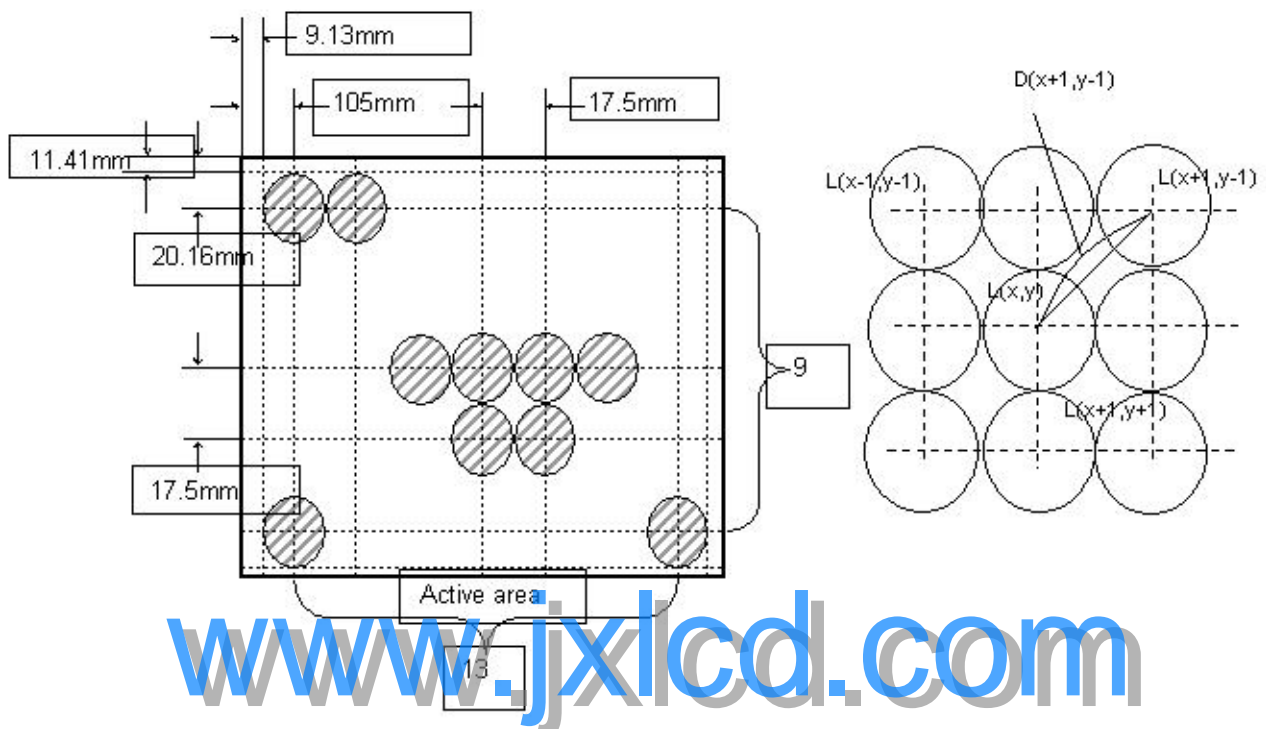 9.13mm
105mm
17.5mm
11.41mm
20.16mm
17.5mm
9
Active area
13
D(x+1,y-1)
L(x-1,y-1)
L(x+1,y-1)
L(x,y)
L(x+1,y+1)
www.jxlcd.com